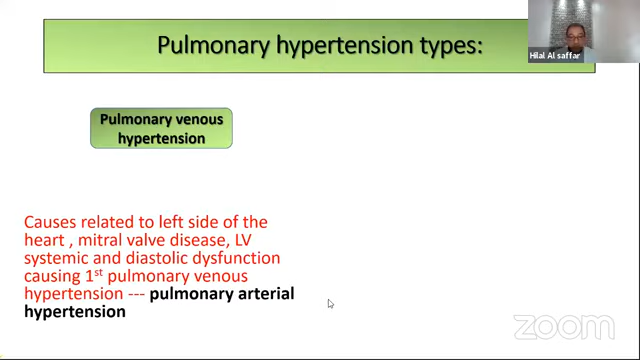 Pulmonary hypertension types:
Hilal Al saffar
Pulmonary venous
hypertension
Causes related to left side of the
heart , mitral valve disease, LV
systemic and diastolic dysfunction
causing 1st pulmonary venous
hypertension --- pulmonary arterial
hypertension
zoom